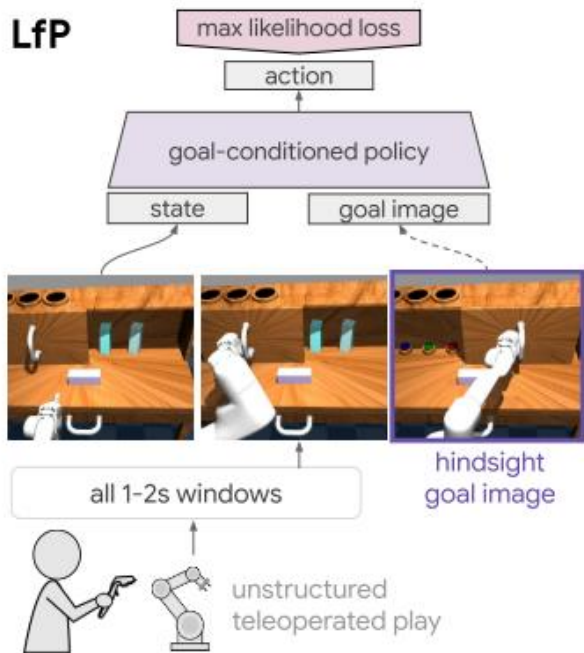 LfP
max likelihood loss
action
goal-conditioned policy
state
goal image
hindsight
goal image
all 1-2s windows
unstructured
teleoperated play